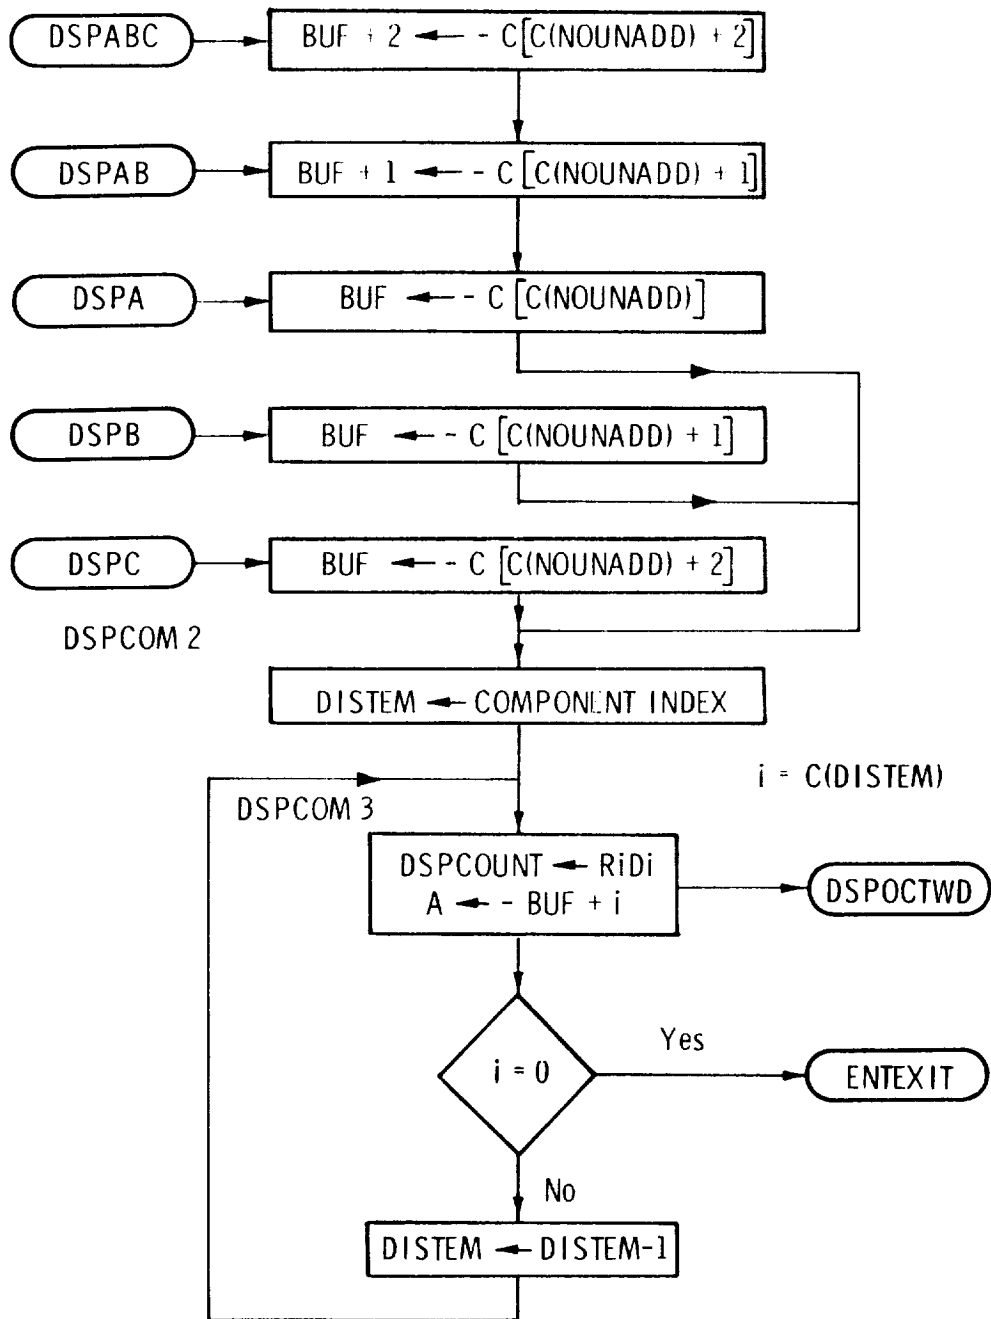 DSPABC
BUF + 2 ← - C[C(NOUNADD) + 2]
DSPAB
BUF + 1 ← - C[C(NOUNADD) + 1]
DSPA
BUF ← - C [C(NOUNADD)]
DSPB
BUF ← - C [C(NOUNADD) + 1]
DSPC
BUF ← - C [C(NOUNADD) + 2]
DSPCOM 2
DISTEM ← COMPONENT INDEX
i = C(DISTEM)
DSPCOM 3
DSPCOUNT ← RiDi
A ← - BUF + i
DSPOCTWD
i = 0
Yes
ENTEXIT
No
DISTEM ← DISTEM-1